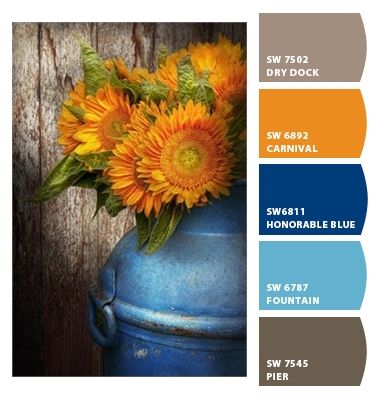 SW 7502
DRY DOCK
SW 6892
CARNIVAL
SW6811
HONORABLE BLUE
SW 6787
FOUNTAIN
SW 7545
PIER